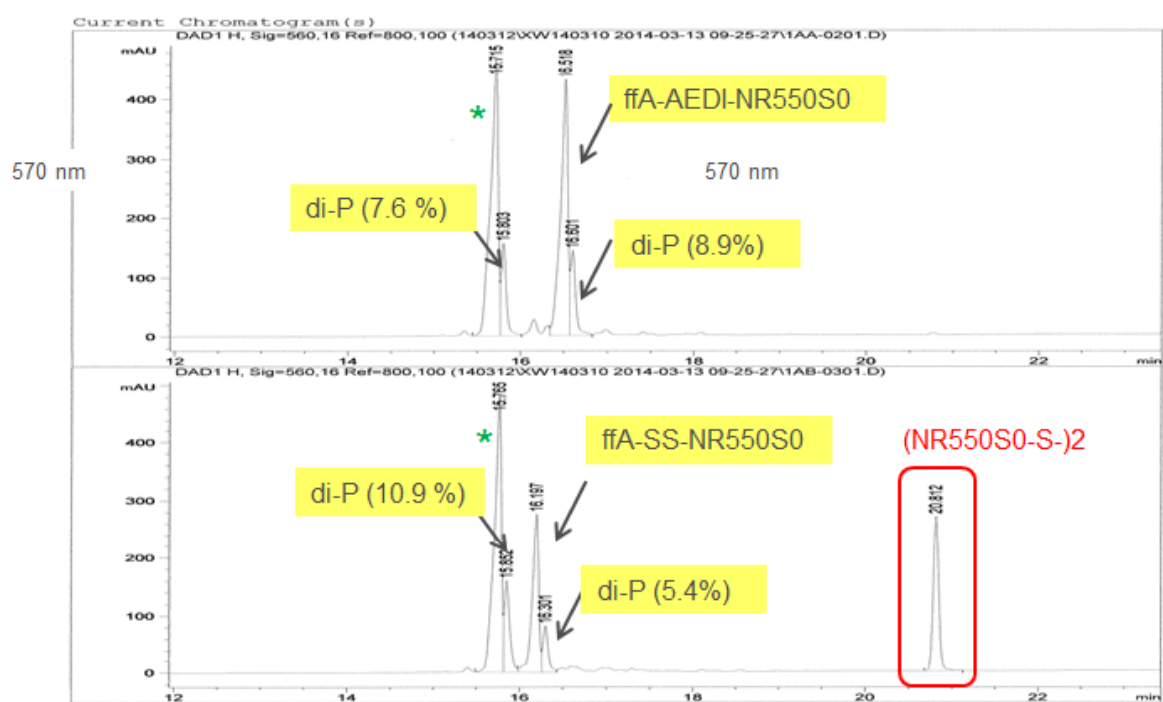 Current Chromatogram(s)
DAD1 H, Sig=560,16 Ref=800,100 (140312\XW140310 2014-03-13 09-25-27\1AA-0201.D)
mAU
15.715
16.518
ffA-AEDI-NR550S0
400
*
570 nm
300
570 nm
di-P (7.6 %)
200
15.803
16.601
di-P (8.9%)
100
0
12 14 16 18 20 22 min
DAD1 H, Sig=560,16 Ref=800,100 (140312\XW140310 2014-03-13 09-25-27\1AB-0301.D)
mAU
15.765
400
*
ffA-SS-NR550S0
(NR550S0-S-)2
di-P (10.9 %)
300
16.197
20.812
200
15.852
di-P (5.4%)
100
16.301
0
12 14 16 18 20 22 min